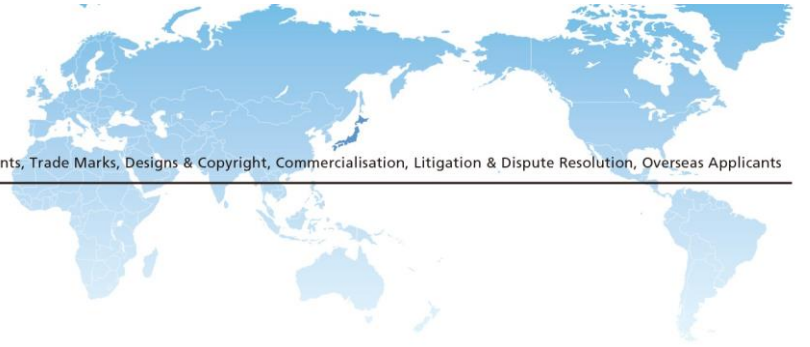 nts, Trade Marks, Designs & Copyright, Commercialisation, Litigation & Dispute Resolution, Overseas Applicants